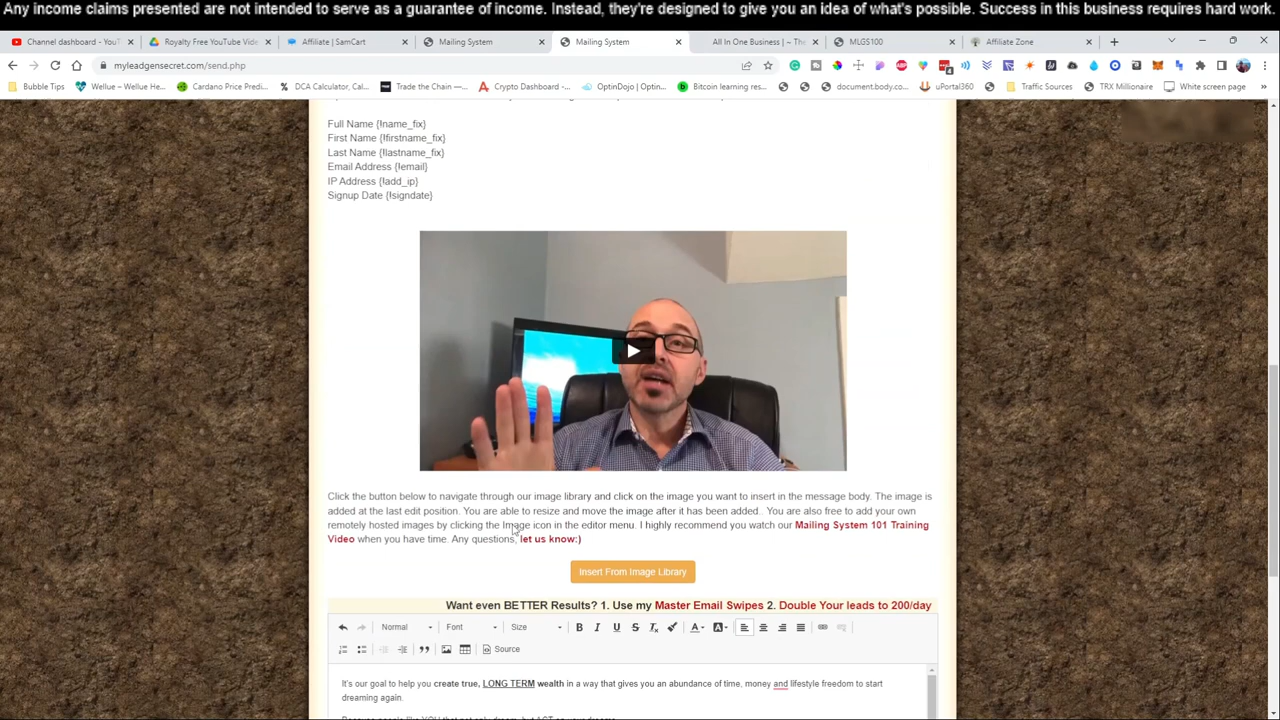 Any income claims presented are not intended to serve as a guarantee of income. Instead, they're designed to give you an idea of what's possible. Success in this business requires hard work.
Channel dashboard - YouT
Royalty Free YouTube Vide
Affiliate | SamCart
Mailing System
Mailing System
All In One Business | ~ The
MLGS100
Affiliate Zone
myleadgensecret.com/send.php
Bubble Tips
Wellue – Wellue He...
Cardano Price Predi...
DCA Calculator, Cal...
Trade the Chain —...
Crypto Dashboard -...
OptinDojo | Optin...
Bitcoin learning res...
document.body.co...
uPortal360
Traffic Sources
TRX Millionaire
White screen page
Full Name {!name_fix}
First Name {!firstname_fix}
Last Name {!lastname_fix}
Email Address {!email}
IP Address {!add_ip}
Signup Date {!signdate}
Click the button below to navigate through our image library and click on the image you want to insert in the message body. The image is
added at the last edit position. You are able to resize and move the image after it has been added.. You are also free to add your own
remotely hosted images by clicking the Image icon in the editor menu. I highly recommend you watch our Mailing System 101 Training
Video when you have time. Any questions, let us know:)
Insert From Image Library
Want even BETTER Results? 1. Use my Master Email Swipes 2. Double Your leads to 200/day
Normal Font Size B I U S
Source
It's our goal to help you create true, LONG TERM wealth in a way that gives you an abundance of time, money and lifestyle freedom to start
dreaming again.